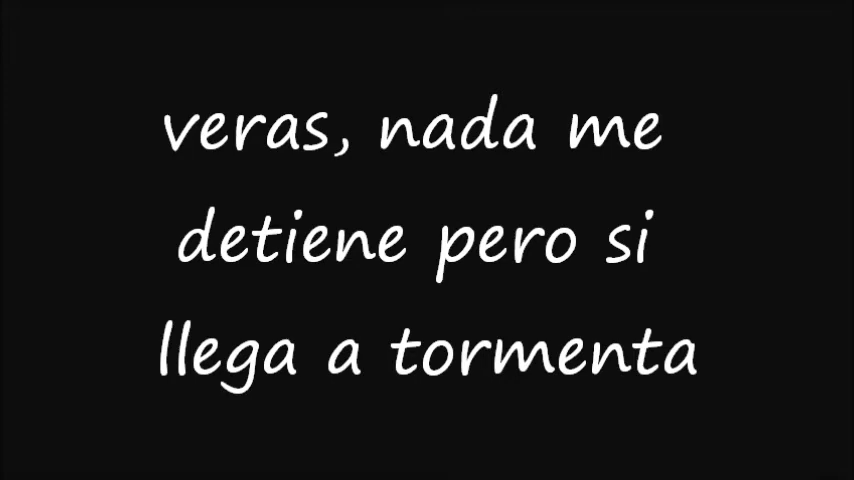 veras, nada me
detiene pero si
llega a tormenta